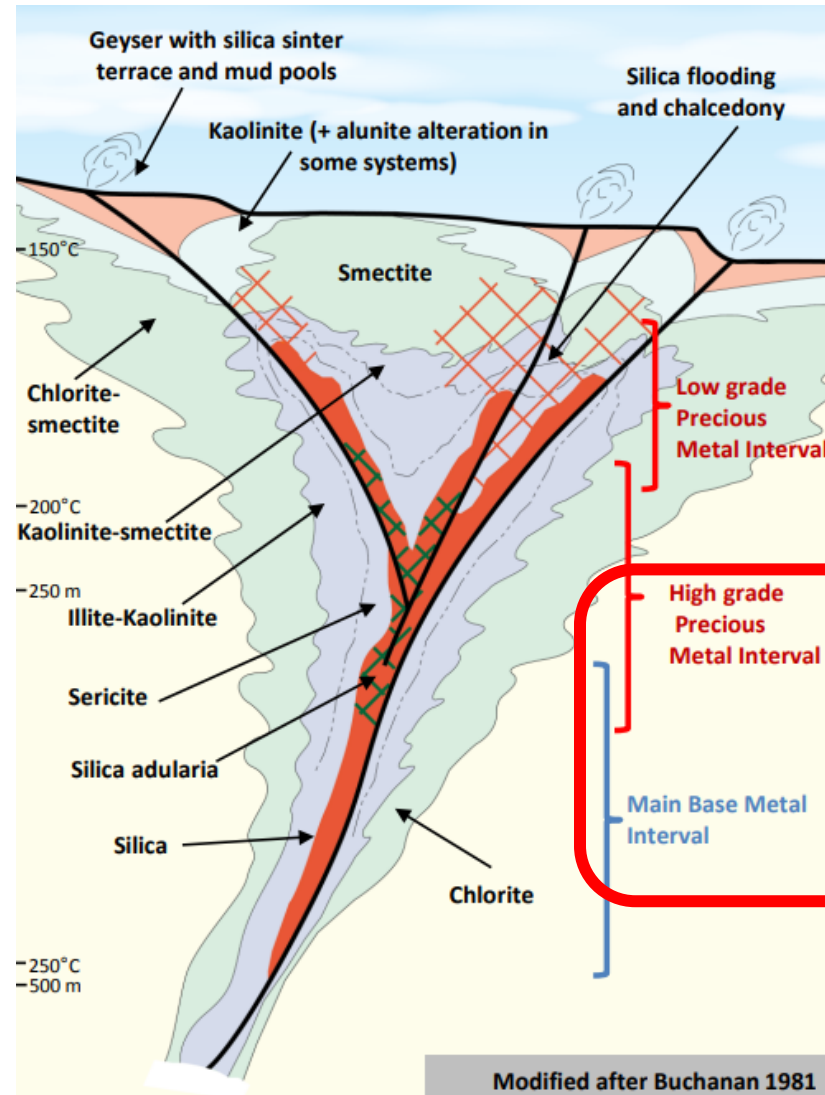 Geyser with silica sinter
terrace and mud pools
Silica flooding
and chalcedony
Kaolinite (+ alunite alteration in
some systems)
150°C
Smectite
Chlorite-
smectite
Low grade
Precious
Metal Interval
200°C
Kaolinite-smectite
250 m
High grade
Precious
Metal Interval
Illite-Kaolinite
Sericite
Silica adularia
Main Base Metal
Interval
Silica
Chlorite
250°C
500 m
Modified after Buchanan 1981